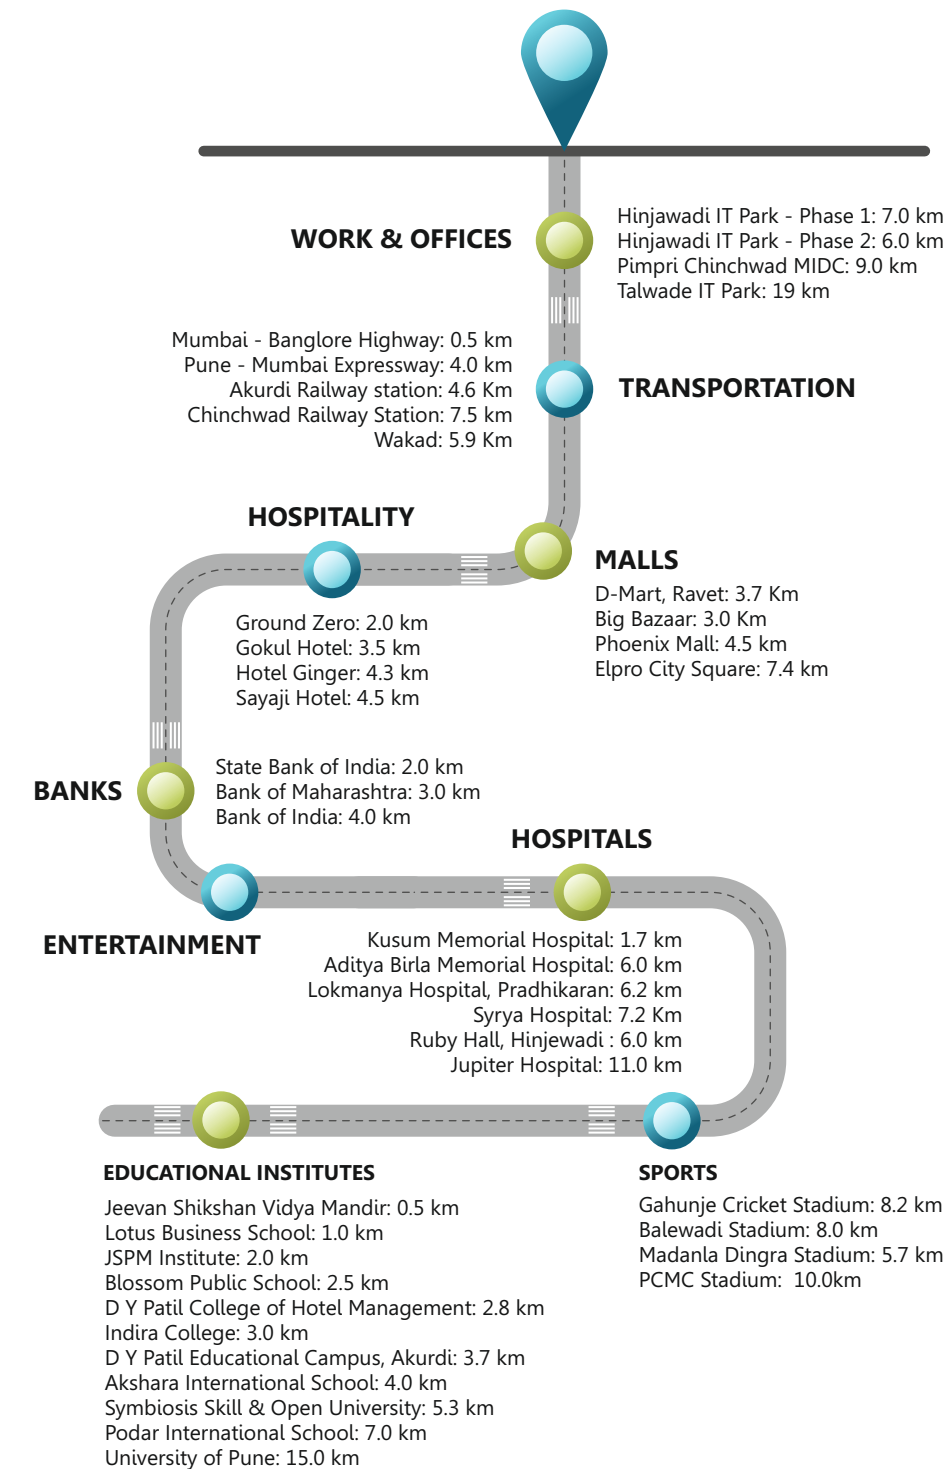 WORK & OFFICES
Hinjawadi IT Park - Phase 1: 7.0 km
Hinjawadi IT Park - Phase 2: 6.0 km
Pimpri Chinchwad MIDC: 9.0 km
Talwade IT Park: 19 km
Mumbai - Banglore Highway: 0.5 km
Pune - Mumbai Expressway: 4.0 km
Akurdi Railway station: 4.6 Km
Chinchwad Railway Station: 7.5 km
Wakad: 5.9 Km
TRANSPORTATION
HOSPITALITY
Ground Zero: 2.0 km
Gokul Hotel: 3.5 km
Hotel Ginger: 4.3 km
Sayaji Hotel: 4.5 km
MALLS
D-Mart, Ravet: 3.7 Km
Big Bazaar: 3.0 Km
Phoenix Mall: 4.5 km
Elpro City Square: 7.4 km
BANKS
State Bank of India: 2.0 km
Bank of Maharashtra: 3.0 km
Bank of India: 4.0 km
HOSPITALS
Kusum Memorial Hospital: 1.7 km
Aditya Birla Memorial Hospital: 6.0 km
Lokmanya Hospital, Pradhikaran: 6.2 km
Syrya Hospital: 7.2 Km
Ruby Hall, Hinjewadi : 6.0 km
Jupiter Hospital: 11.0 km
ENTERTAINMENT
EDUCATIONAL INSTITUTES
Jeevan Shikshan Vidya Mandir: 0.5 km
Lotus Business School: 1.0 km
JSPM Institute: 2.0 km
Blossom Public School: 2.5 km
D Y Patil College of Hotel Management: 2.8 km
Indira College: 3.0 km
D Y Patil Educational Campus, Akurdi: 3.7 km
Akshara International School: 4.0 km
Symbiosis Skill & Open University: 5.3 km
Podar International School: 7.0 km
University of Pune: 15.0 km
SPORTS
Gahunje Cricket Stadium: 8.2 km
Balewadi Stadium: 8.0 km
Madanla Dingra Stadium: 5.7 km
PCMC Stadium:  10.0km